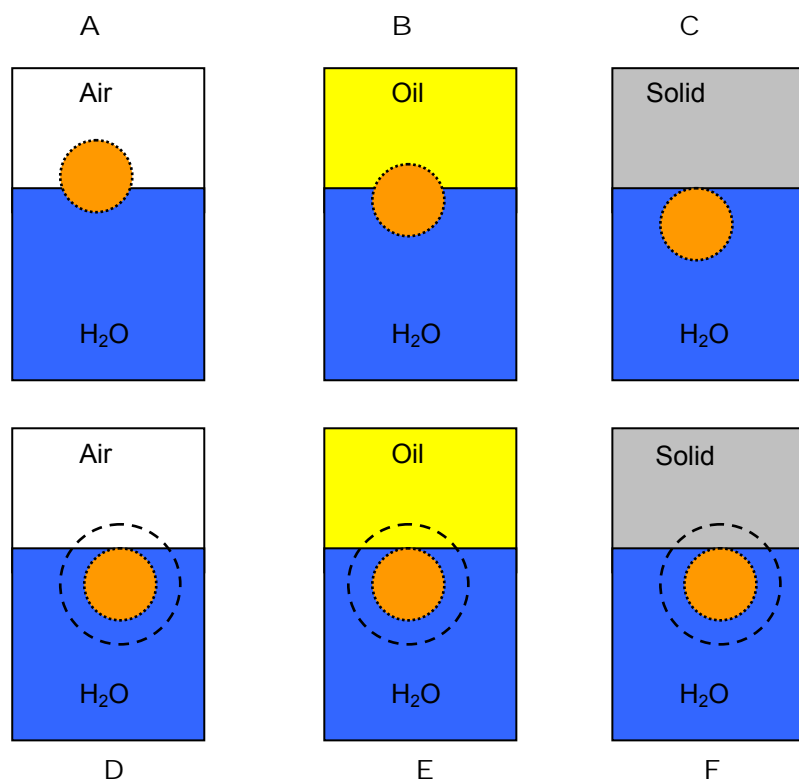 A B C
Air Oil Solid
H₂O H₂O H₂O
Air Oil Solid
H₂O H₂O H₂O
D E F